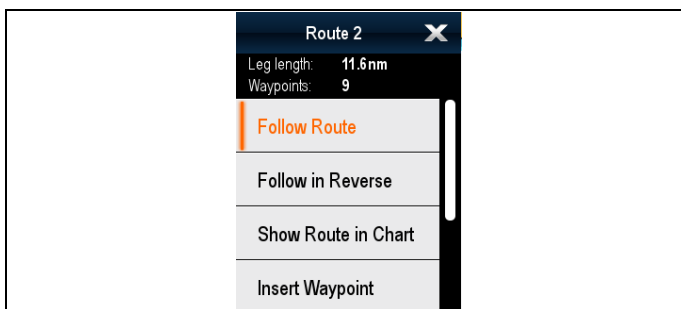 Route 2
Leg length: 11.6nm
Waypoints: 9
Follow Route
Follow in Reverse
Show Route in Chart
Insert Waypoint